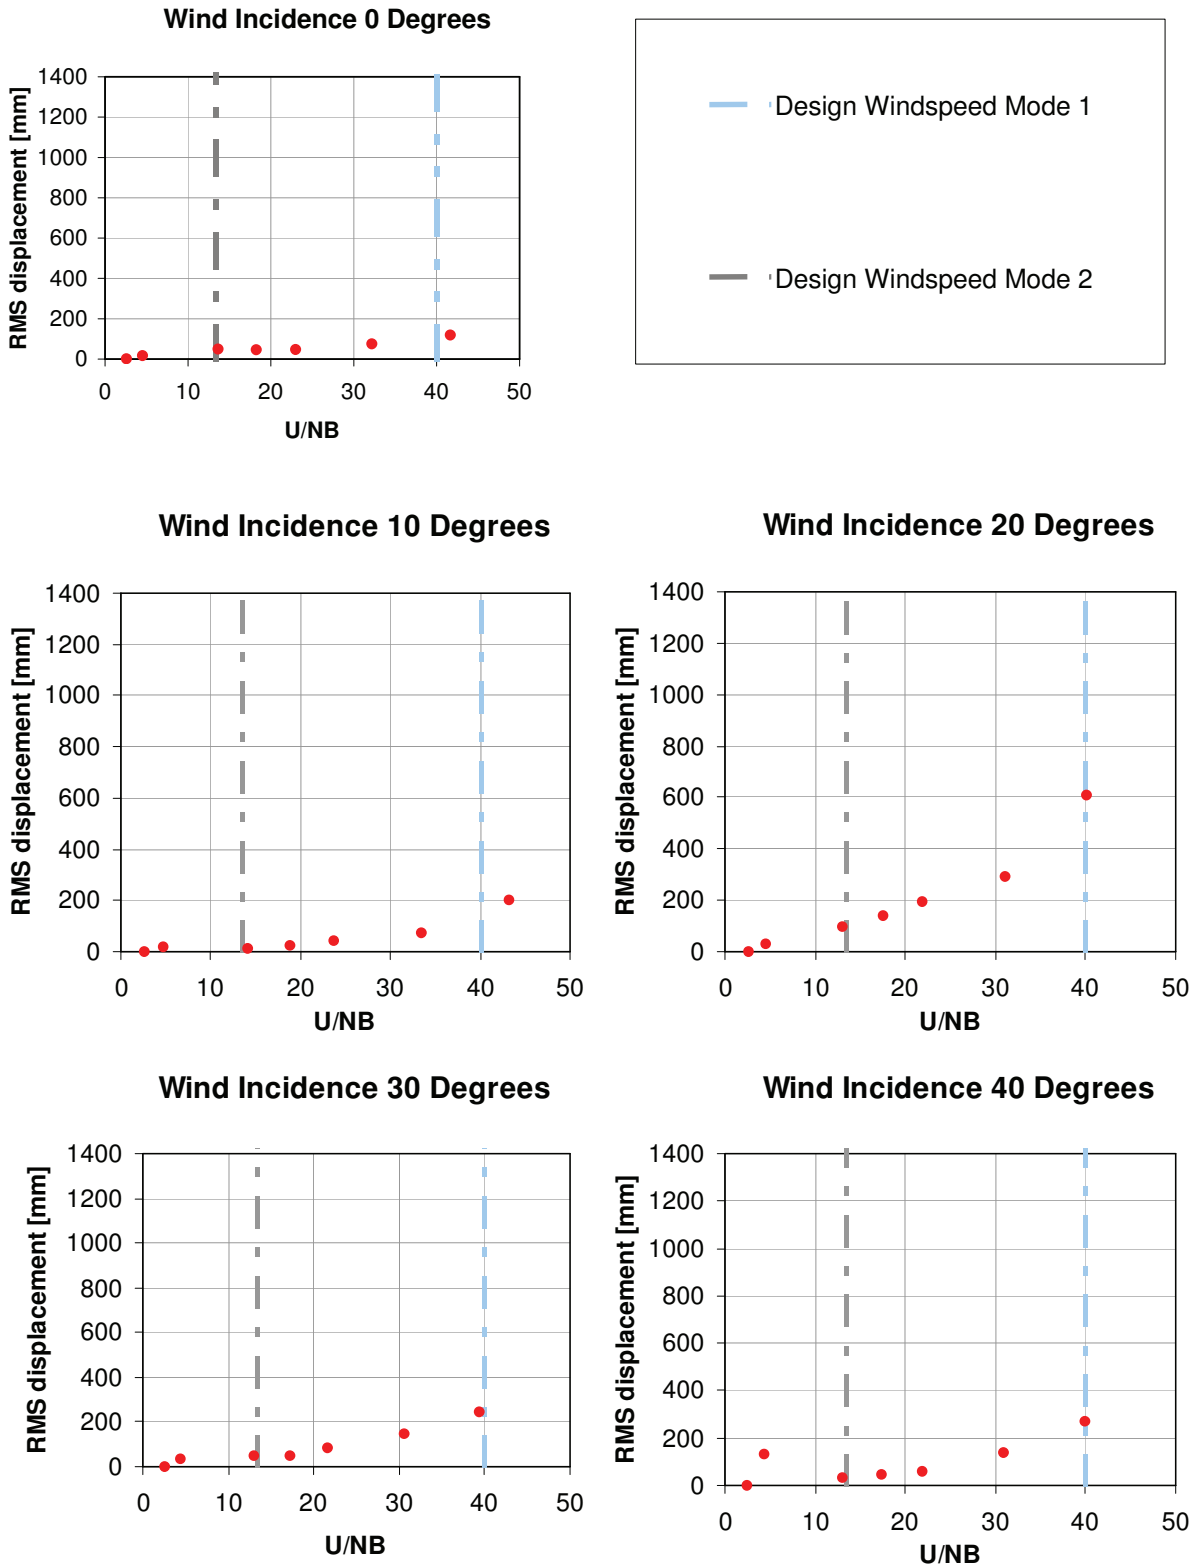 Wind Incidence 0 Degrees
1400
1200
1000
800
600
400
200
0
RMS displacement [mm]
0 10 20 30 40 50
U/NB
Design Windspeed Mode 1
Design Windspeed Mode 2
Wind Incidence 10 Degrees
1400
1200
1000
800
600
400
200
0
RMS displacement [mm]
0 10 20 30 40 50
U/NB
Wind Incidence 20 Degrees
1400
1200
1000
800
600
400
200
0
RMS displacement [mm]
0 10 20 30 40 50
U/NB
Wind Incidence 30 Degrees
1400
1200
1000
800
600
400
200
0
RMS displacement [mm]
0 10 20 30 40 50
U/NB
Wind Incidence 40 Degrees
1400
1200
1000
800
600
400
200
0
RMS displacement [mm]
0 10 20 30 40 50
U/NB